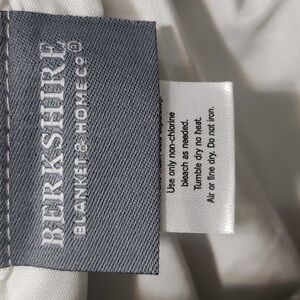 BERKSHIRE
BLANKET & HOME Cº®
Use only non-chlorine
bleach as needed.
Tumble dry no heat.
Air or fine dry. Do not iron.